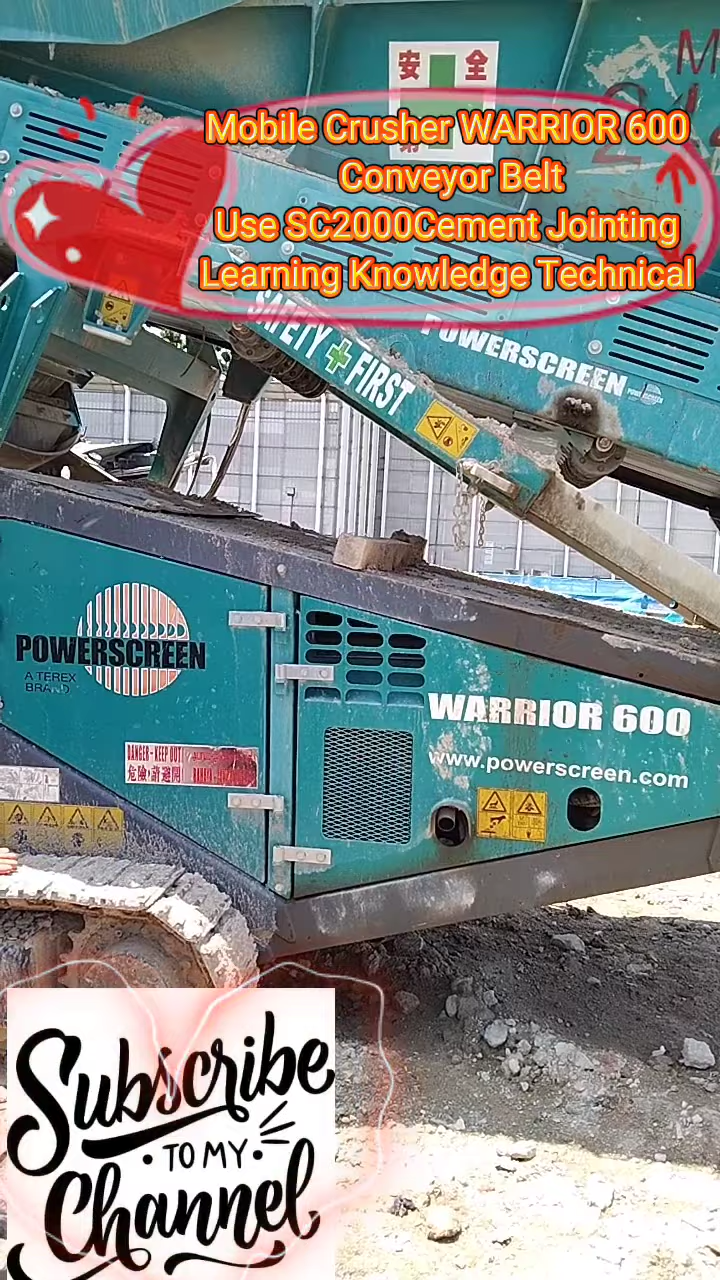 安 全
M
Mobile Crusher WARRIOR 600
Conveyor Belt
Use SC2000Cement Jointing
Learning Knowledge Technical
SAFETY FIRST
POWERSCREEN
POWERSCREEN
A TEREX
BRAND
WARRIOR 600
www.powerscreen.com
DANGER-KEEP OUT
危險・請避開
Subscribe
TO MY
Channel